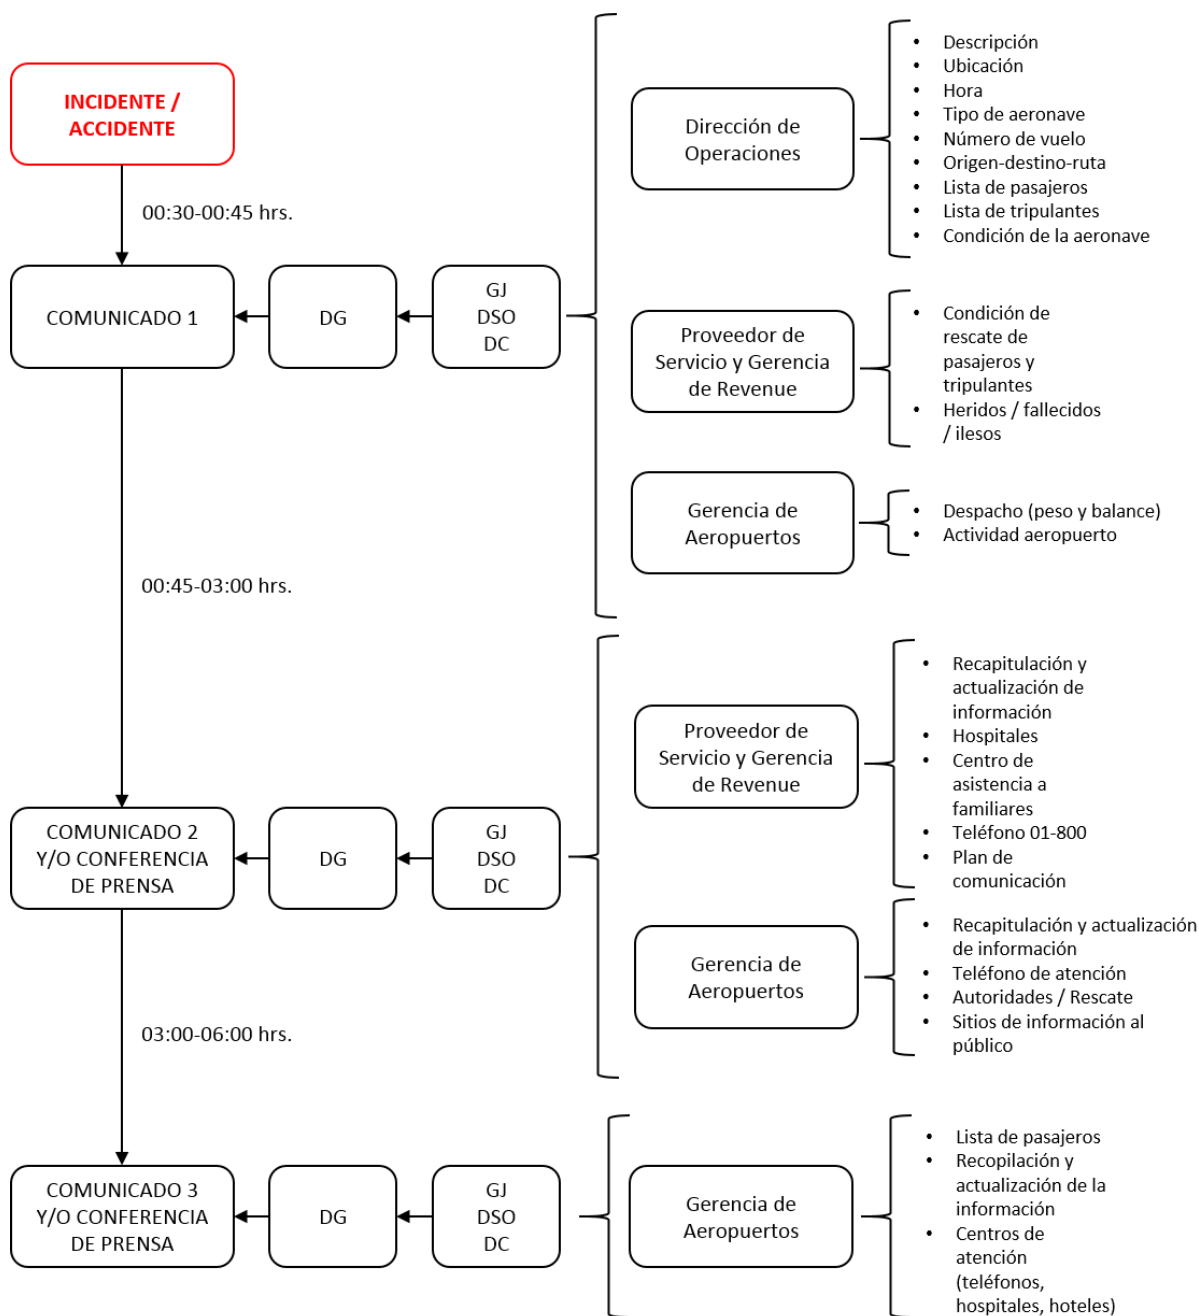 INCIDENTE /
ACCIDENTE
00:30-00:45 hrs.
COMUNICADO 1
DG
GJ
DSO
DC
Dirección de
Operaciones
• Descripción
• Ubicación
• Hora
• Tipo de aeronave
• Número de vuelo
• Origen-destino-ruta
• Lista de pasajeros
• Lista de tripulantes
• Condición de la aeronave
Proveedor de
Servicio y Gerencia
de Revenue
• Condición de
rescate de
pasajeros y
tripulantes
• Heridos / fallecidos
/ ilesos
Gerencia de
Aeropuertos
• Despacho (peso y balance)
• Actividad aeropuerto
00:45-03:00 hrs.
COMUNICADO 2
Y/O CONFERENCIA
DE PRENSA
DG
GJ
DSO
DC
Proveedor de
Servicio y Gerencia
de Revenue
• Recapitulación y
actualización de
información
• Hospitales
• Centro de
asistencia a
familiares
• Teléfono 01-800
• Plan de
comunicación
Gerencia de
Aeropuertos
• Recapitulación y actualización
de información
• Teléfono de atención
• Autoridades / Rescate
• Sitios de información al
público
03:00-06:00 hrs.
COMUNICADO 3
Y/O CONFERENCIA
DE PRENSA
DG
GJ
DSO
DC
Gerencia de
Aeropuertos
• Lista de pasajeros
• Recopilación y
actualización de la
información
• Centros de
atención
(teléfonos,
hospitales, hoteles)